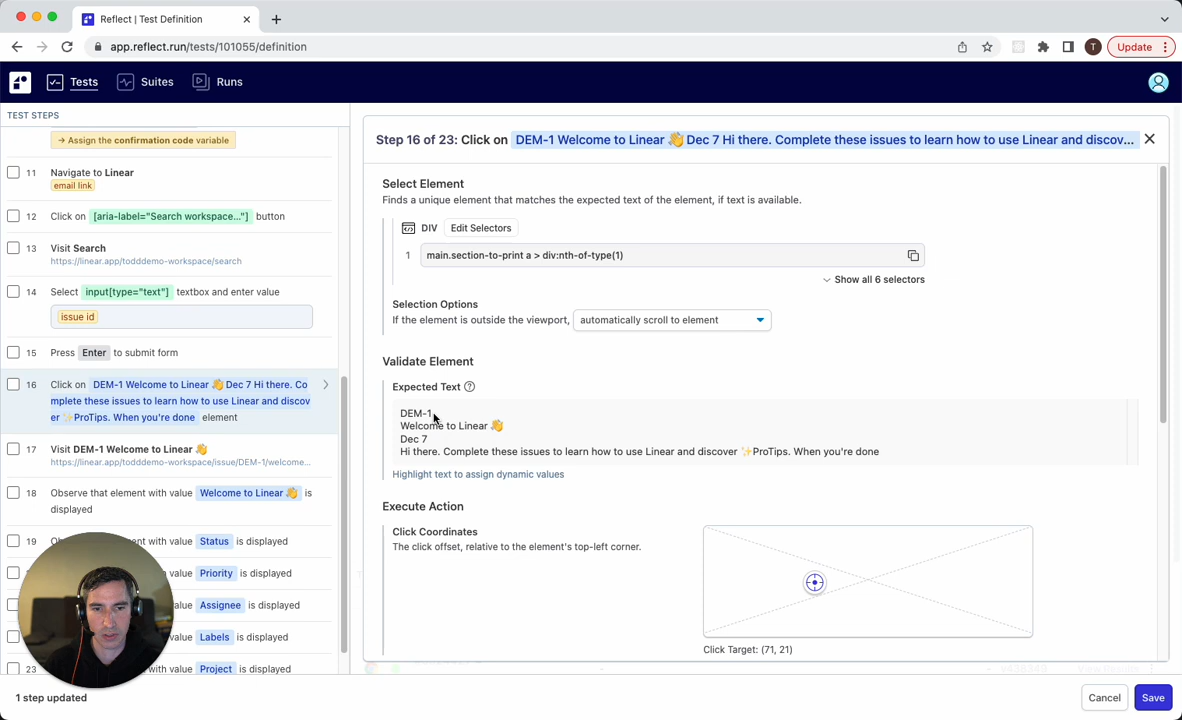 Reflect | Test Definition
app.reflect.run/tests/101055/definition
T
Update
Tests
Suites
Runs
TEST STEPS
→ Assign the confirmation code variable
11 Navigate to Linear
email link
12 Click on [aria-label="Search workspace..."] button
13 Visit Search
https://linear.app/todddemo-workspace/search
14 Select input[type="text"] textbox and enter value
issue id
15 Press Enter to submit form
16 Click on DEM-1 Welcome to Linear 👋 Dec 7 Hi there. Co
mplete these issues to learn how to use Linear and discov
er ✨ProTips. When you're done element
17 Visit DEM-1 Welcome to Linear 👋
https://linear.app/todddemo-workspace/issue/DEM-1/welcome...
18 Observe that element with value Welcome to Linear 👋 is
displayed
19 with value Status is displayed
value Priority is displayed
value Assignee is displayed
value Labels is displayed
23 with value Project is displayed
1 step updated
Step 16 of 23: Click on DEM-1 Welcome to Linear 👋 Dec 7 Hi there. Complete these issues to learn how to use Linear and discov...
Select Element
Finds a unique element that matches the expected text of the element, if text is available.
DIV Edit Selectors
1 main.section-to-print a > div:nth-of-type(1)
Show all 6 selectors
Selection Options
If the element is outside the viewport, automatically scroll to element
Validate Element
Expected Text
DEM-1
Welcome to Linear 👋
Dec 7
Hi there. Complete these issues to learn how to use Linear and discover ✨ProTips. When you're done
Highlight text to assign dynamic values
Execute Action
Click Coordinates
The click offset, relative to the element's top-left corner.
Click Target: (71, 21)
Cancel
Save